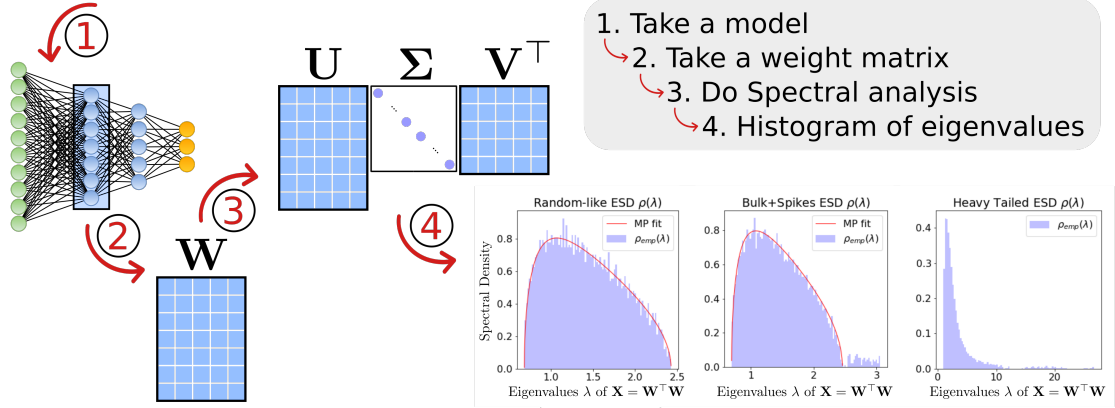 1
2
W
3
U Σ V⊤
4
1. Take a model
2. Take a weight matrix
3. Do Spectral analysis
4. Histogram of eigenvalues
Spectral Density
Random-like ESD ρ(λ)
MP fit
ρemp(λ)
0.8
0.6
0.4
0.2
0.0
1.0 1.5 2.0 2.5
Eigenvalues λ of X = W⊤W
Bulk+Spikes ESD ρ(λ)
MP fit
ρemp(λ)
0.8
0.6
0.4
0.2
0.0
1 2 3
Eigenvalues λ of X = W⊤W
Heavy Tailed ESD ρ(λ)
ρemp(λ)
0.4
0.3
0.2
0.1
0.0
0 10 20
Eigenvalues λ of X = W⊤W